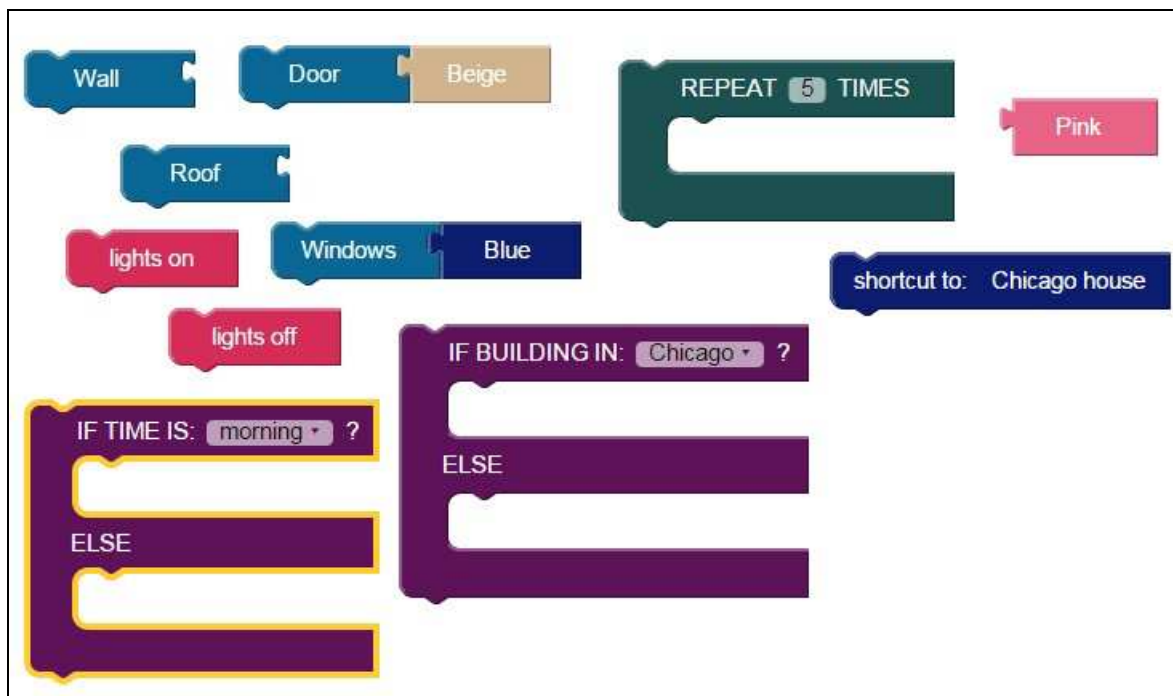 Wall
Door Beige
REPEAT 5 TIMES
Pink
Roof
lights on
Windows Blue
shortcut to: Chicago house
lights off
IF BUILDING IN: Chicago ?
ELSE
IF TIME IS: morning ?
ELSE